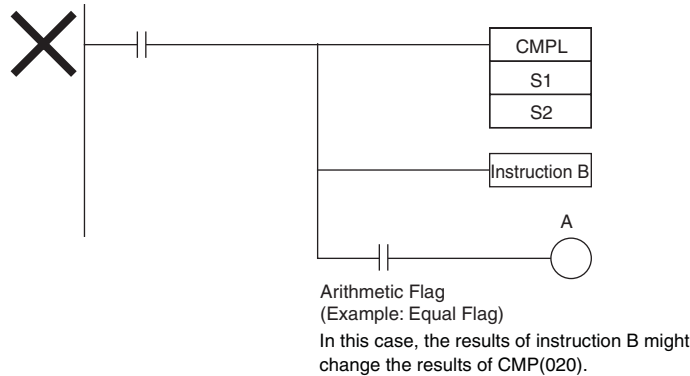 CMPL
S1
S2
Instruction B
A
Arithmetic Flag
(Example: Equal Flag)
In this case, the results of instruction B might
change the results of CMP(020).